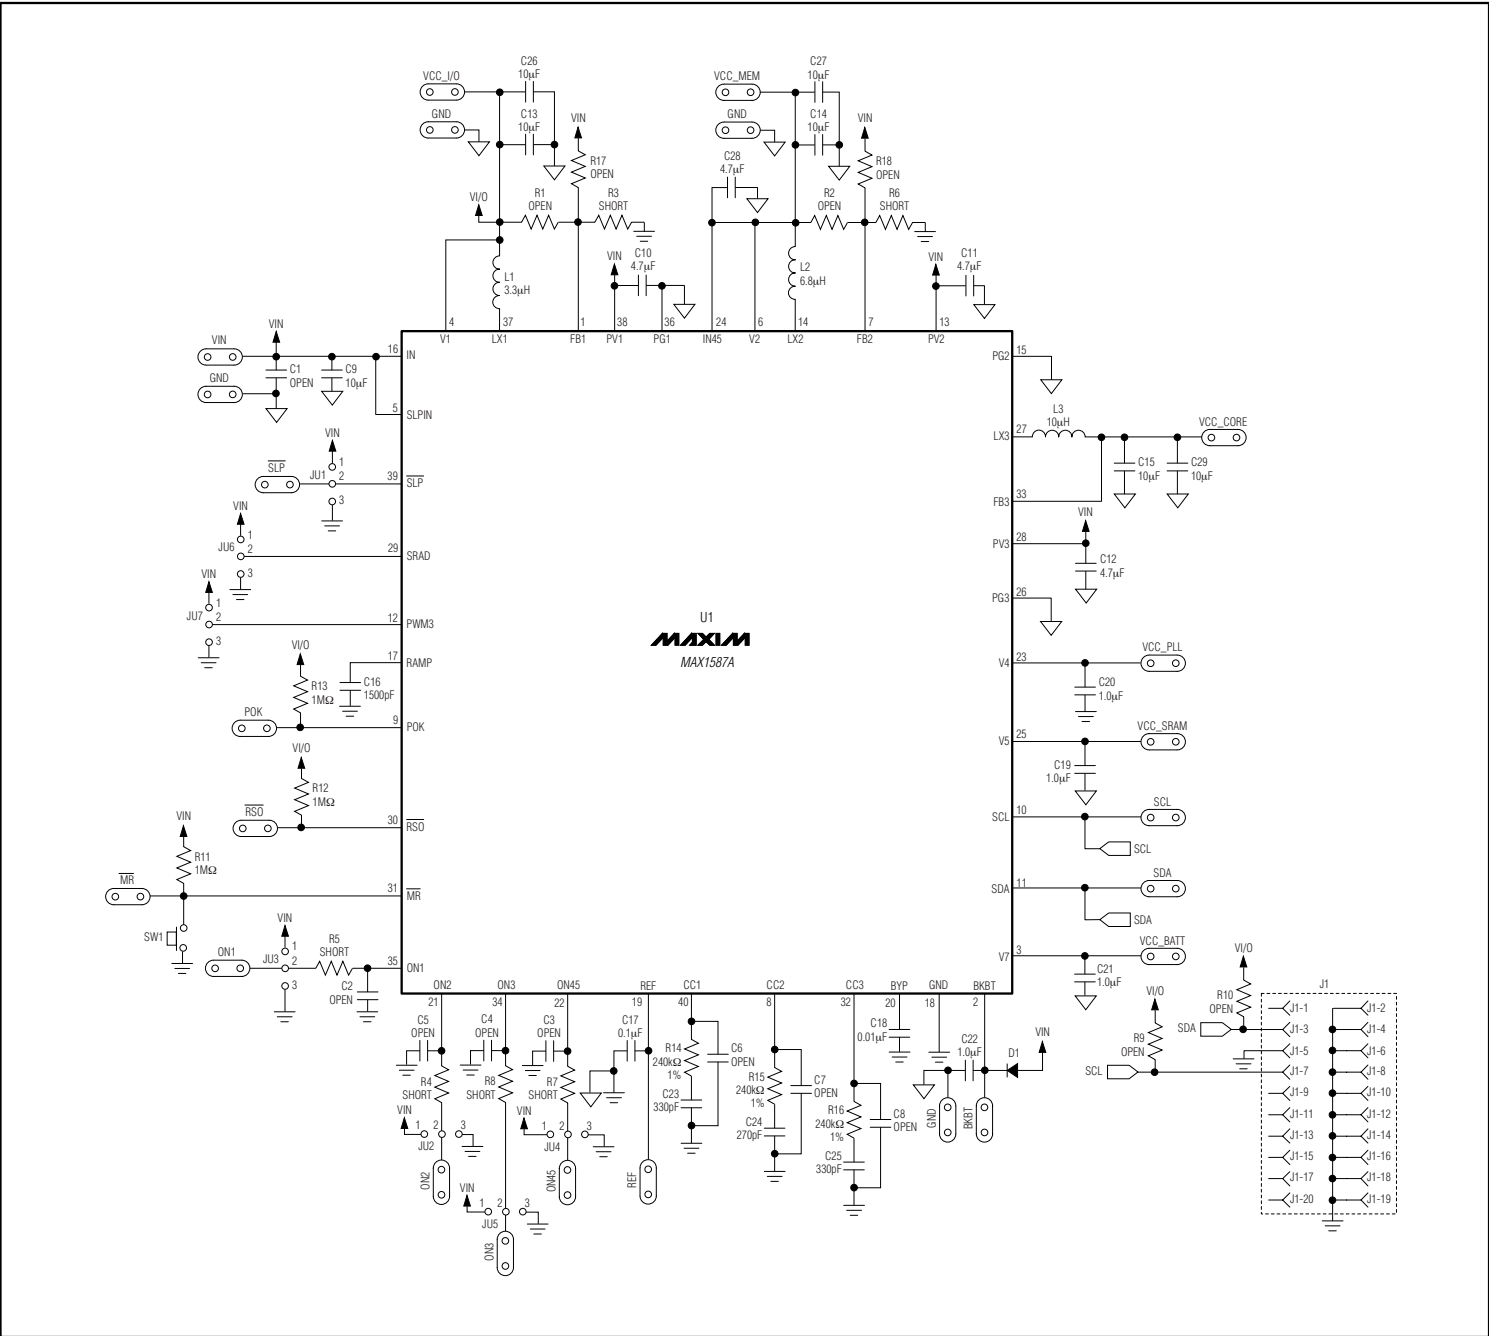 VCC_I/O
C26
10µF
GND
C13
10µF
VIN
R17
OPEN
VI/O
R1
OPEN
R3
SHORT
L1
3.3µH
VIN
C10
4.7µF
VCC_MEM
C27
10µF
GND
C14
10µF
VIN
R18
OPEN
C28
4.7µF
R2
OPEN
R6
SHORT
L2
6.8µH
VIN
C11
4.7µF
4
37
1
38
36
24
6
14
7
13
V1
LX1
FB1
PV1
PG1
IN45
V2
LX2
FB2
PV2
VIN
VIN
GND
C1
OPEN
C9
10µF
16
IN
5
SLPIN
VIN
SLP
JU1
1
2
3
39
SLP
VIN
JU6
1
2
3
29
SRAD
VIN
JU7
1
2
3
12
PWM3
17
RAMP
C16
1500pF
VI/O
R13
1MΩ
POK
9
POK
VI/O
R12
1MΩ
RSO
30
RSO
VIN
R11
1MΩ
MR
31
MR
SW1
VIN
ON1
JU3
1
2
3
R5
SHORT
C2
OPEN
35
ON1
U1
MAXIM
MAX1587A
PG2
15
LX3
27
L3
10µH
VCC_CORE
C15
10µF
C29
10µF
FB3
33
PV3
28
VIN
C12
4.7µF
PG3
26
V4
23
VCC_PLL
C20
1.0µF
V5
25
VCC_SRAM
C19
1.0µF
SCL
10
SCL
SCL
SDA
11
SDA
SDA
V7
3
VCC_BATT
C21
1.0µF
ON2
ON3
ON45
REF
CC1
CC2
CC3
BYP
GND
BKBT
21
34
22
19
40
8
32
20
18
2
C5
OPEN
R4
SHORT
VIN
1
2
3
JU2
ON2
C4
OPEN
R8
SHORT
VIN
1
2
3
JU5
ON3
C3
OPEN
R7
SHORT
VIN
1
2
3
JU4
ON45
C17
0.1µF
REF
R14
240kΩ
1%
C6
OPEN
C23
330pF
R15
240kΩ
1%
C7
OPEN
C24
270pF
R16
240kΩ
1%
C8
OPEN
C25
330pF
C18
0.01µF
C22
1.0µF
D1
VIN
GND
BKBT
VI/O
R10
OPEN
SDA
VI/O
R9
OPEN
SCL
J1
J1-1
J1-2
J1-3
J1-4
J1-5
J1-6
J1-7
J1-8
J1-9
J1-10
J1-11
J1-12
J1-13
J1-14
J1-15
J1-16
J1-17
J1-18
J1-20
J1-19